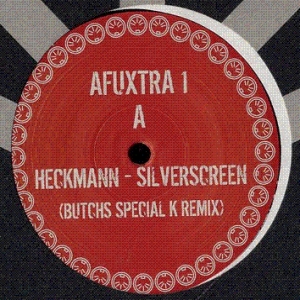 AFUXTRA 1
A
HECKMANN - SILVERSCREEN
(BUTCHS SPECIAL K REMIX)